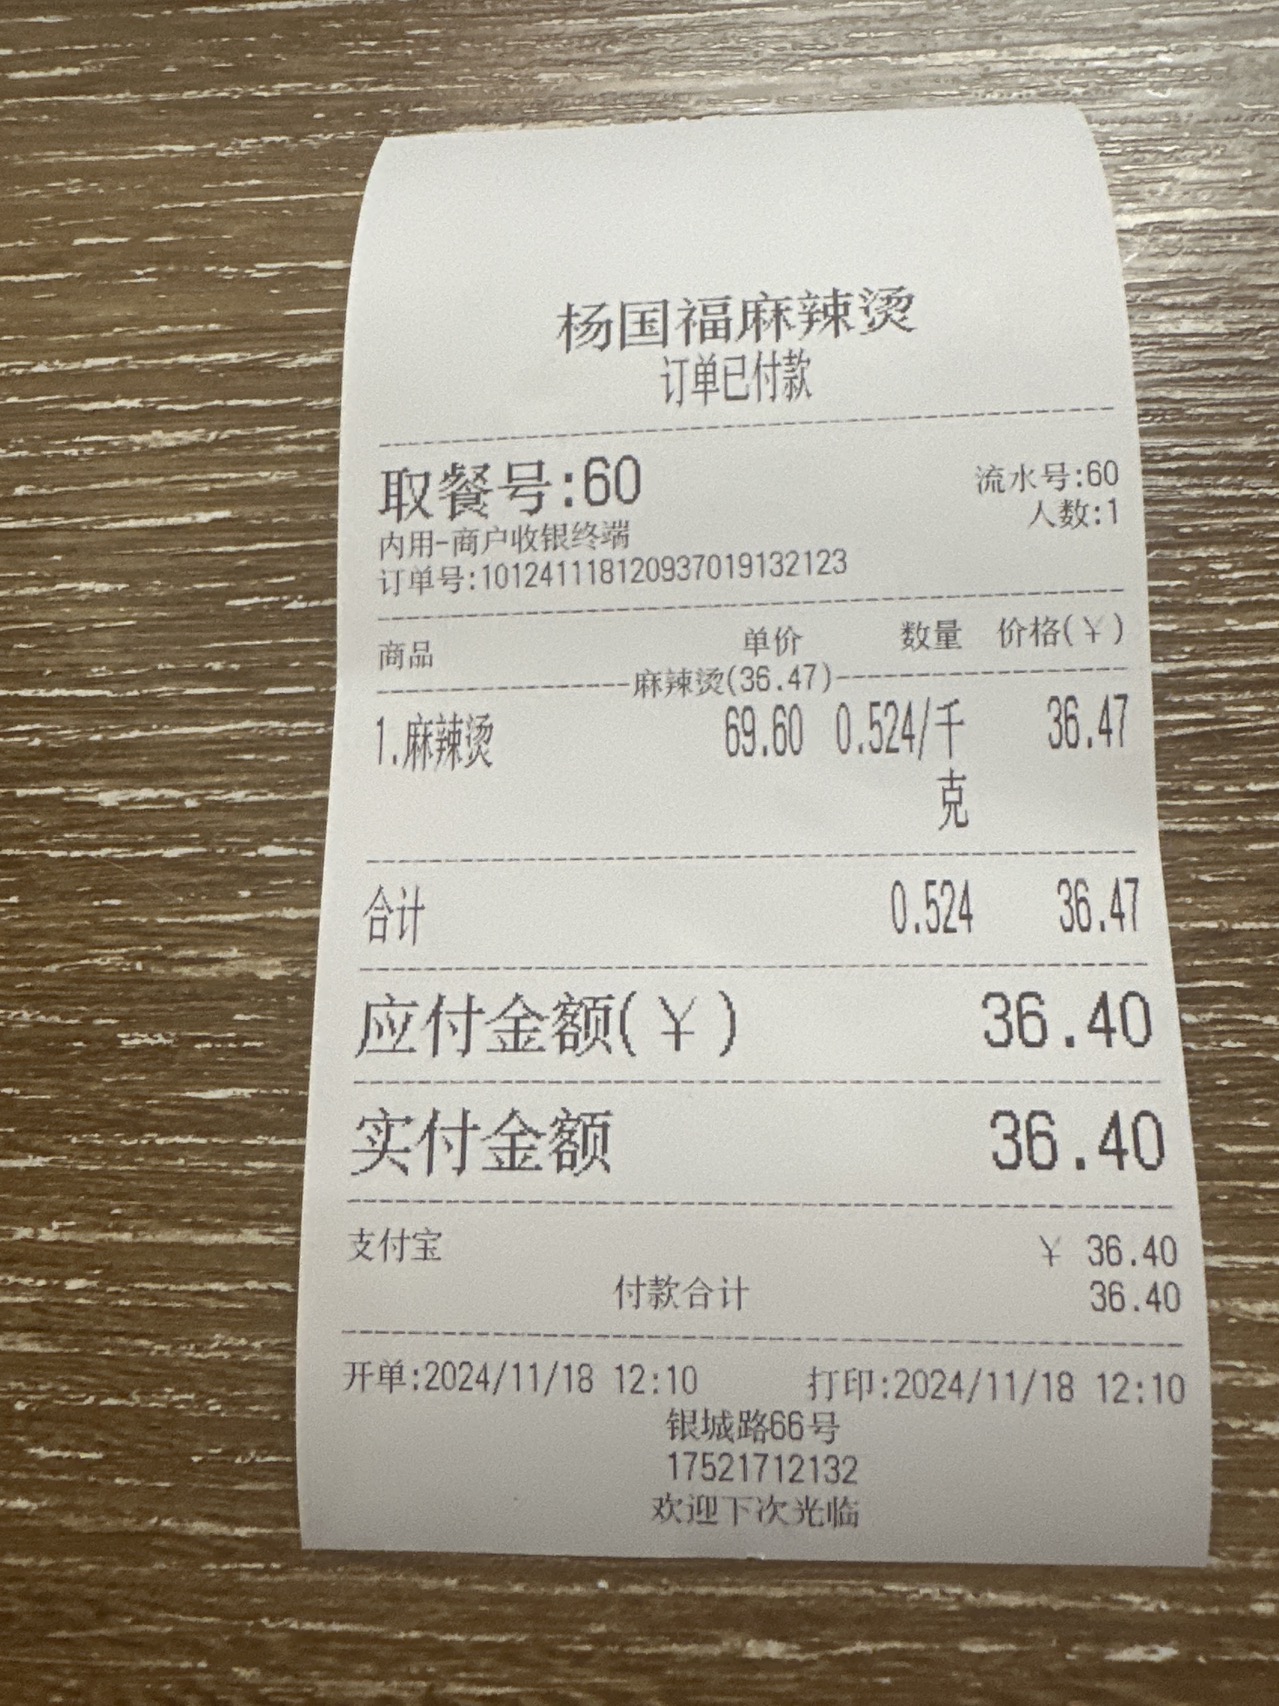 杨国福麻辣烫
订单已付款
取餐号:60 流水号:60
人数:1
内用-商户收银终端
订单号:101241118120937019132123
商品 单价 数量 价格(￥)
麻辣烫(36.47)
1.麻辣烫 69.60 0.524/千 36.47
克
合计 0.524 36.47
应付金额(￥) 36.40
实付金额 36.40
支付宝 ￥ 36.40
付款合计 36.40
开单:2024/11/18 12:10 打印:2024/11/18 12:10
银城路66号
17521712132
欢迎下次光临